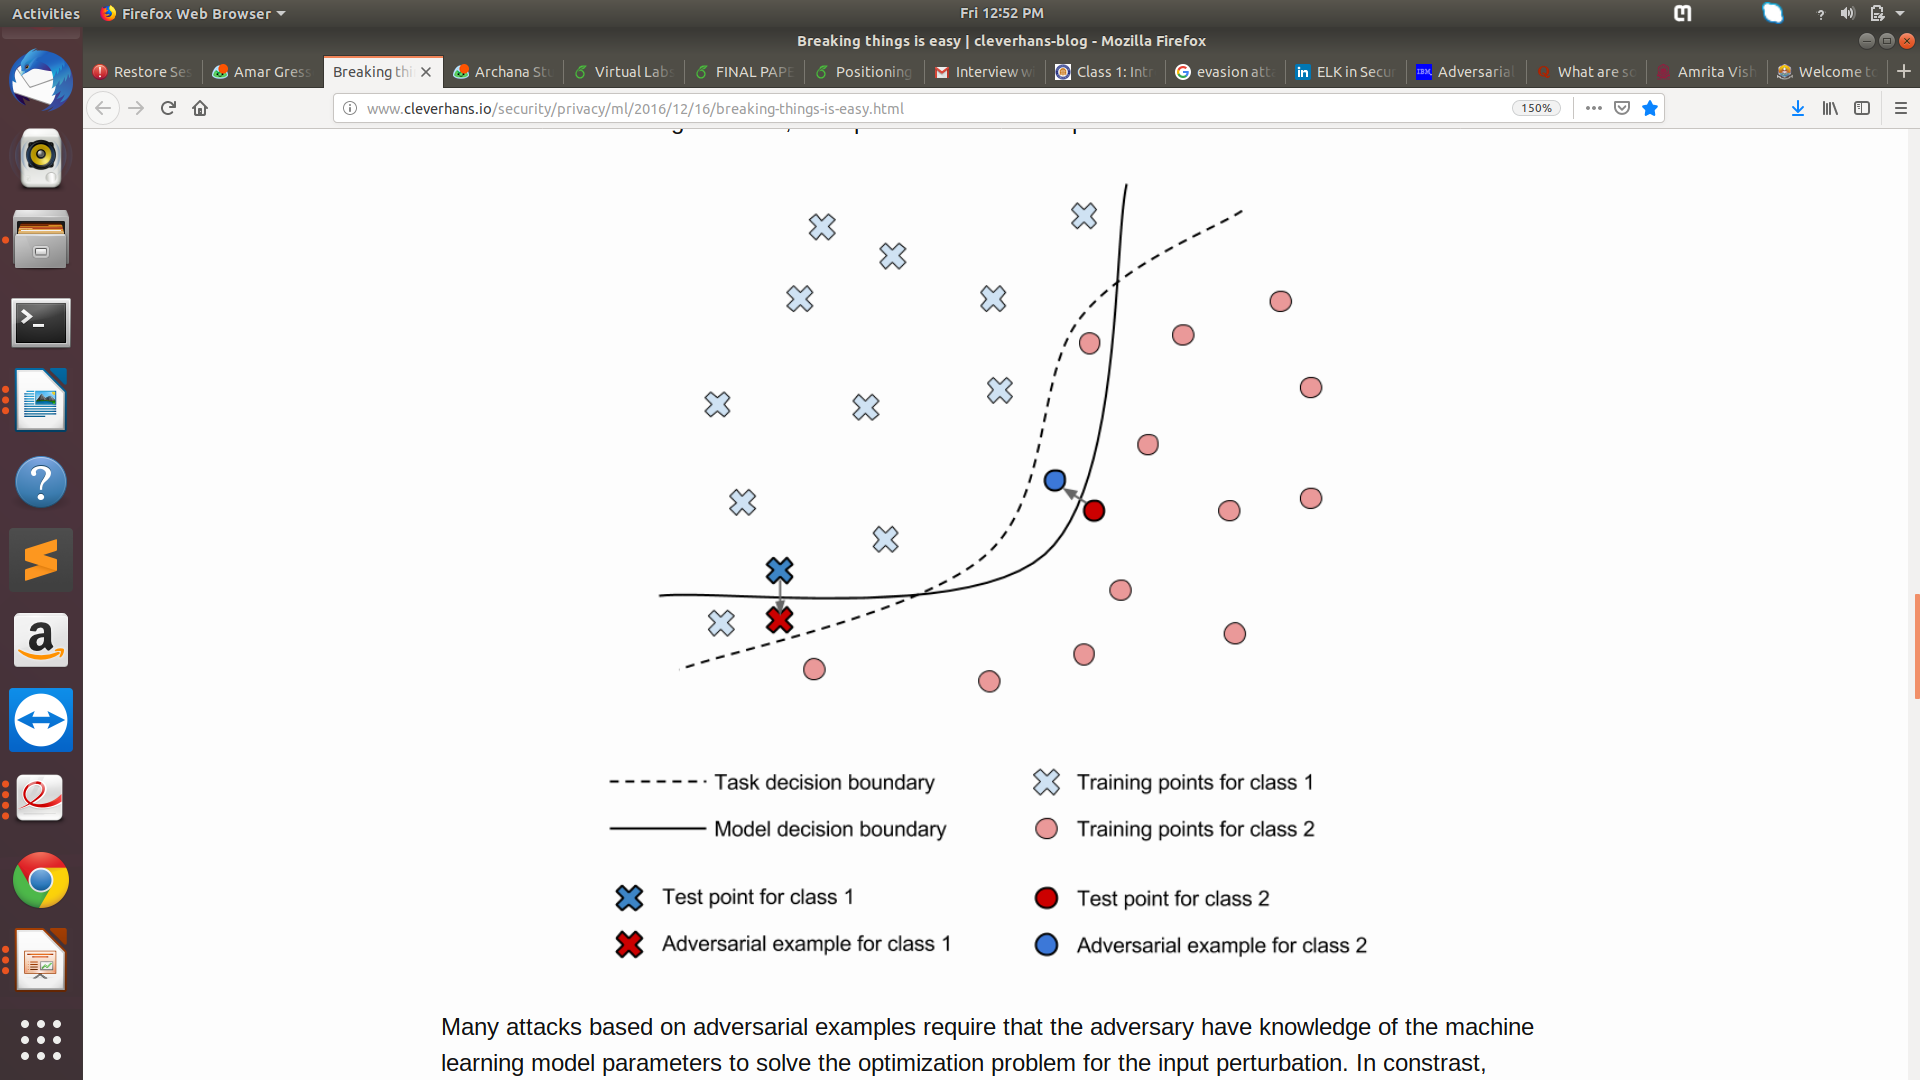 Activities Firefox Web Browser Fri 12:52 PM ?
Breaking things is easy | cleverhans-blog - Mozilla Firefox
Restore Ses Amar Gress Breaking thi Archana Stu Virtual Labs FINAL PAPE Positioning Interview w Class 1: Intr evasion atta ELK in Secur Adversarial What are so Amrita Vish Welcome to
www.cleverhans.io/security/privacy/ml/2016/12/16/breaking-things-is-easy.html 150%
Task decision boundary Training points for class 1
Model decision boundary Training points for class 2
Test point for class 1 Test point for class 2
Adversarial example for class 1 Adversarial example for class 2
Many attacks based on adversarial examples require that the adversary have knowledge of the machine
learning model parameters to solve the optimization problem for the input perturbation. In constrast,